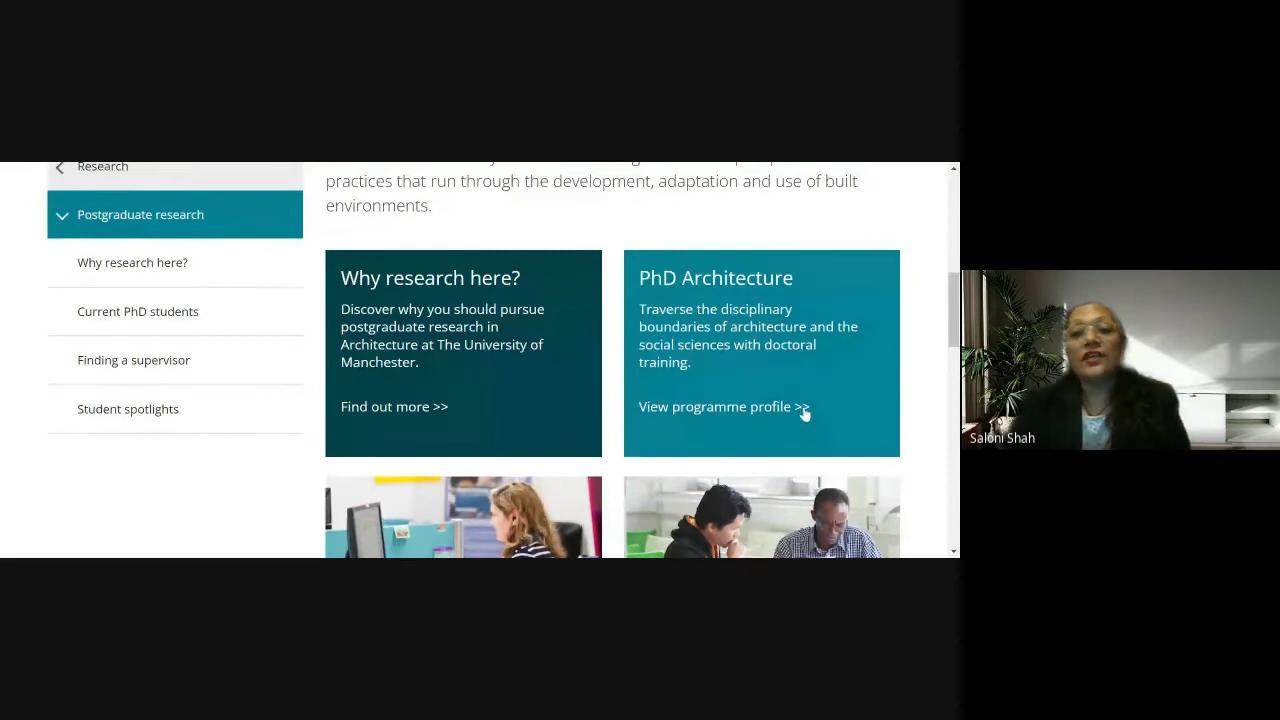 Research
Postgraduate research
Why research here?
Current PhD students
Finding a supervisor
Student spotlights
practices that run through the development, adaptation and use of built
environments.
Why research here?
Discover why you should pursue
postgraduate research in
Architecture at The University of
Manchester.
Find out more >>
PhD Architecture
Traverse the disciplinary
boundaries of architecture and the
social sciences with doctoral
training.
View programme profile >>
Saloni Shah